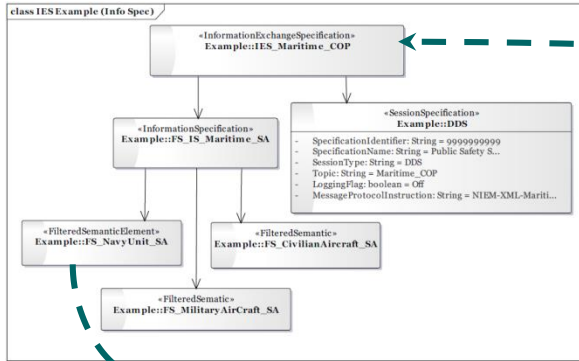 class IES Example (Info Spec)
«InformationExchangeSpecification»
Example::IES_Maritime_COP
«InformationSpecification»
Example::FS_IS_Maritime_SA
«SessionSpecification»
Example::DDS
- SpecificationIdentifier: String = 9999999999
- SpecificationName: String = Public Safety S...
- SessionType: String = DDS
- Topic: String = Maritime_COP
- LoggingFlag: boolean = Off
- MessageProtocolInstruction: String = NIEM-XML-Mariti...
«FilteredSemanticElement»
Example::FS_NavyUnit_SA
«FilteredSemantic»
Example::FS_CivilianAircraft_SA
«FilteredSematic»
Example::FS_MilitaryAirCraft_SA